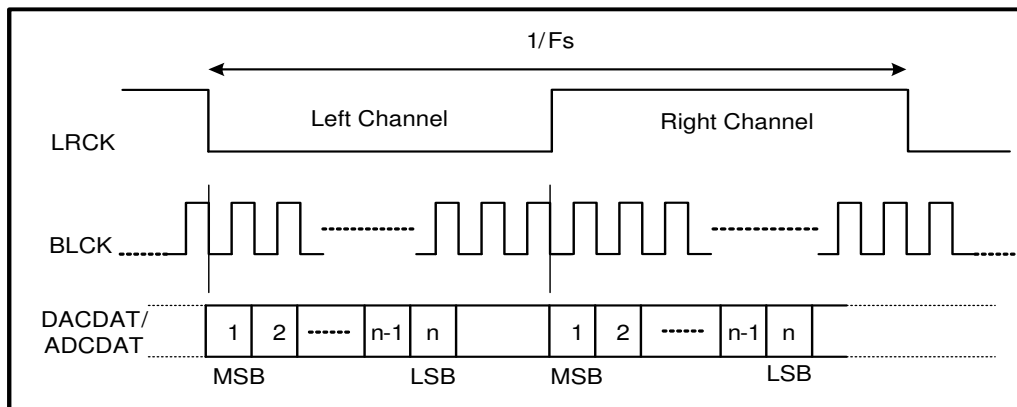 1/Fs
Left Channel
Right Channel
LRCK
BLCK
DACDAT/
ADCDAT
1 2 n-1 n 1 2 n-1 n
MSB LSB MSB LSB